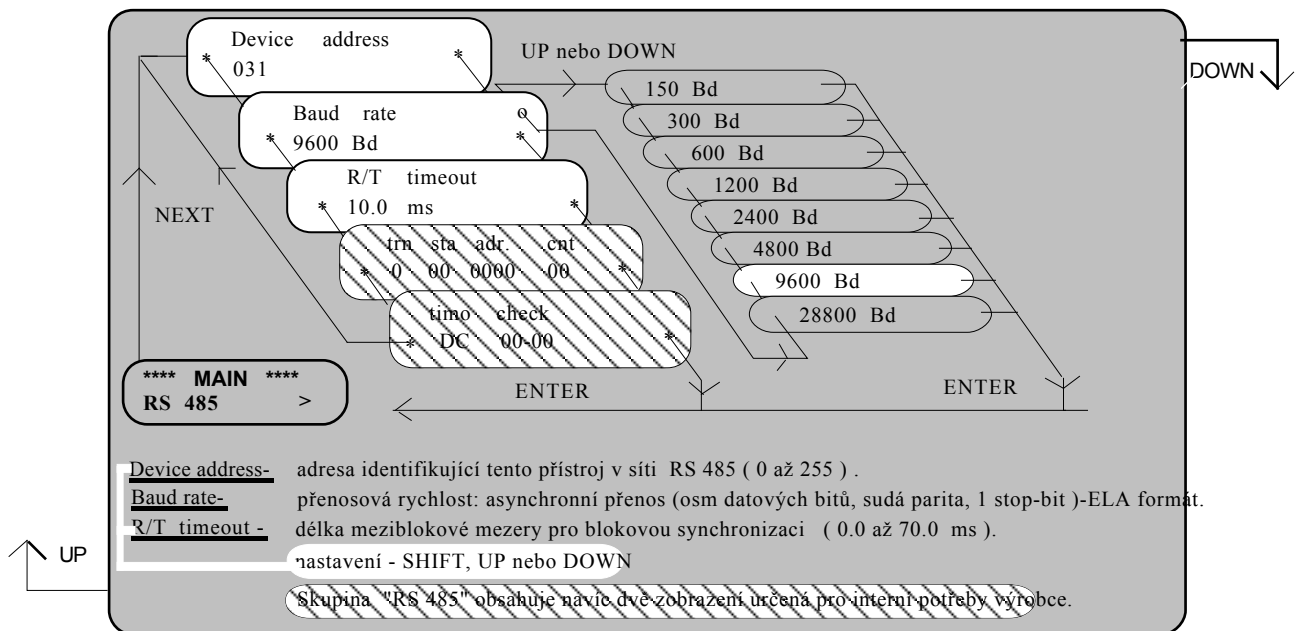 Device address
* *
031
UP nebo DOWN
DOWN
150 Bd
300 Bd
600 Bd
1200 Bd
2400 Bd
4800 Bd
9600 Bd
28800 Bd
Baud rate o
* *
9600 Bd
R/T timeout
* 10.0 ms *
NEXT
trn sta adr. cnt
* 0 00 0000 00 *
timo check
* DC 00-00 *
**** MAIN ****
RS 485 >
ENTER
ENTER
Device address- adresa identifikující tento přístroj v síti RS 485 ( 0 až 255 ) .
Baud rate- přenosová rychlost: asynchronní přenos (osm datových bitů, sudá parita, 1 stop-bit )-ELA formát.
R/T timeout - délka meziblokové mezery pro blokovou synchronizaci ( 0.0 až 70.0 ms ).
UP
nastavení - SHIFT, UP nebo DOWN
Skupina "RS 485" obsahuje navíc dvě zobrazení určená pro interní potřeby výrobce.